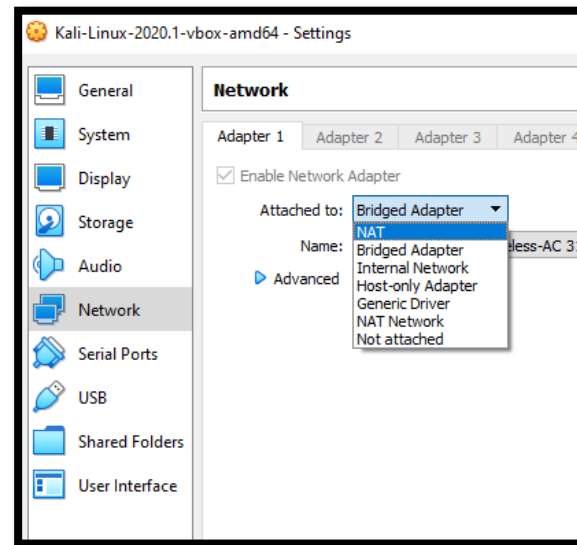 Kali-Linux-2020.1-vbox-amd64 - Settings
General
System
Display
Storage
Audio
Network
Serial Ports
USB
Shared Folders
User Interface
Network
Adapter 1 Adapter 2 Adapter 3 Adapter 4
Enable Network Adapter
Attached to: Bridged Adapter
NAT
Bridged Adapter
Internal Network
Host-only Adapter
Generic Driver
NAT Network
Not attached
Name:
Advanced